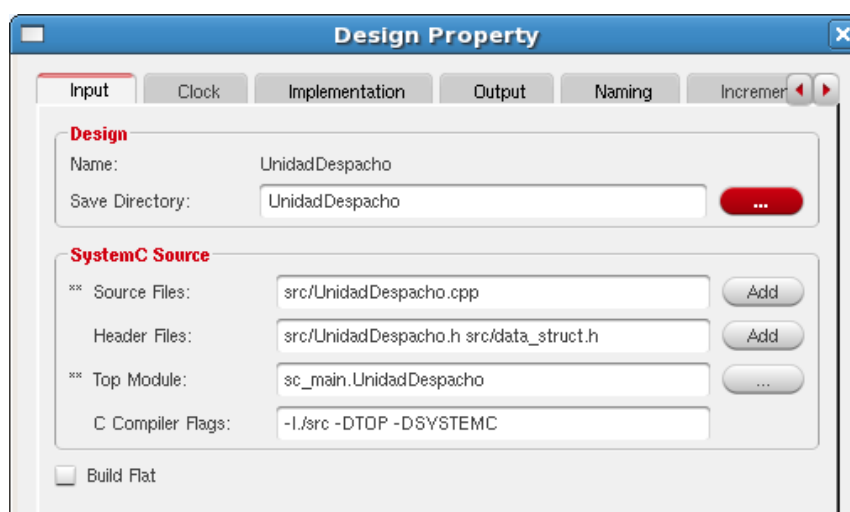 Design Property
Input Clock Implementation Output Naming Incremen
Design
Name: UnidadDespacho
Save Directory: UnidadDespacho ...
SystemC Source
** Source Files: src/UnidadDespacho.cpp Add
Header Files: src/UnidadDespacho.h src/data_struct.h Add
** Top Module: sc_main.UnidadDespacho ...
C Compiler Flags: -I./src -DTOP -DSYSTEMC
Build Flat